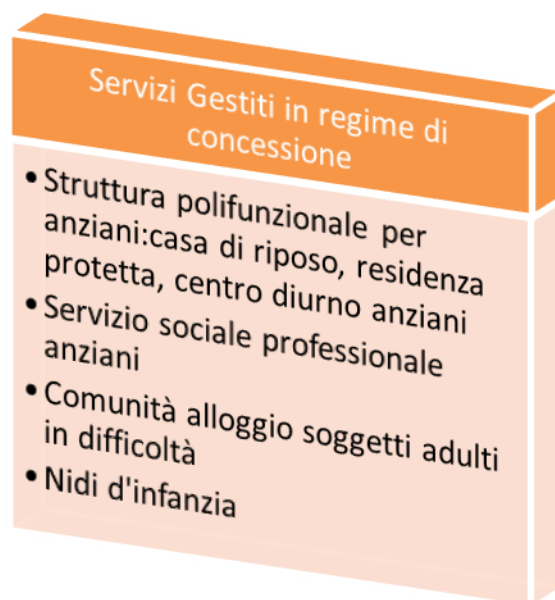 Servizi Gestiti in regime di
concessione
• Struttura polifunzionale per
anziani:casa di riposo, residenza
protetta, centro diurno anziani
• Servizio sociale professionale
anziani
• Comunità alloggio soggetti adulti
in difficoltà
• Nidi d'infanzia